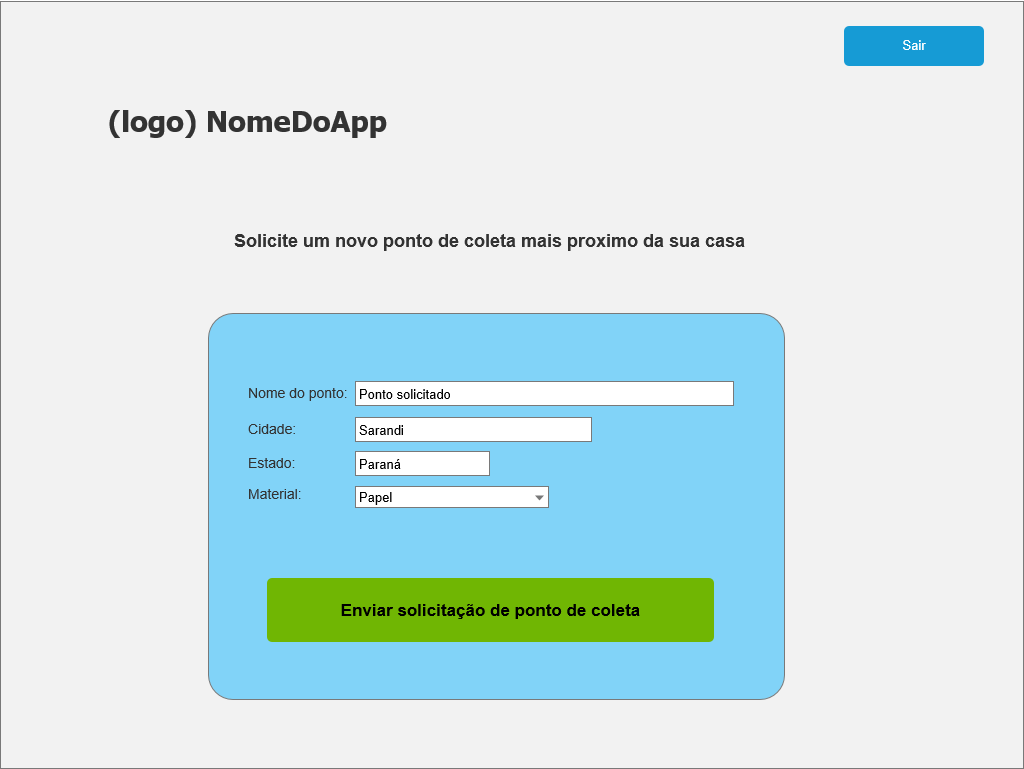 Sair
(logo) NomeDoApp
Solicite um novo ponto de coleta mais proximo da sua casa
Nome do ponto: Ponto solicitado
Cidade: Sarandi
Estado: Paraná
Material: Papel
Enviar solicitação de ponto de coleta